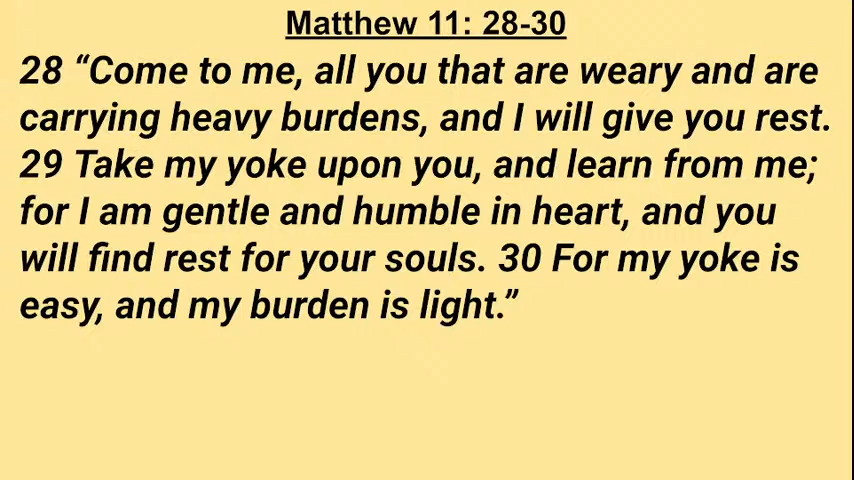 Matthew 11: 28-30
28 “Come to me, all you that are weary and are
carrying heavy burdens, and I will give you rest.
29 Take my yoke upon you, and learn from me;
for I am gentle and humble in heart, and you
will find rest for your souls. 30 For my yoke is
easy, and my burden is light.”